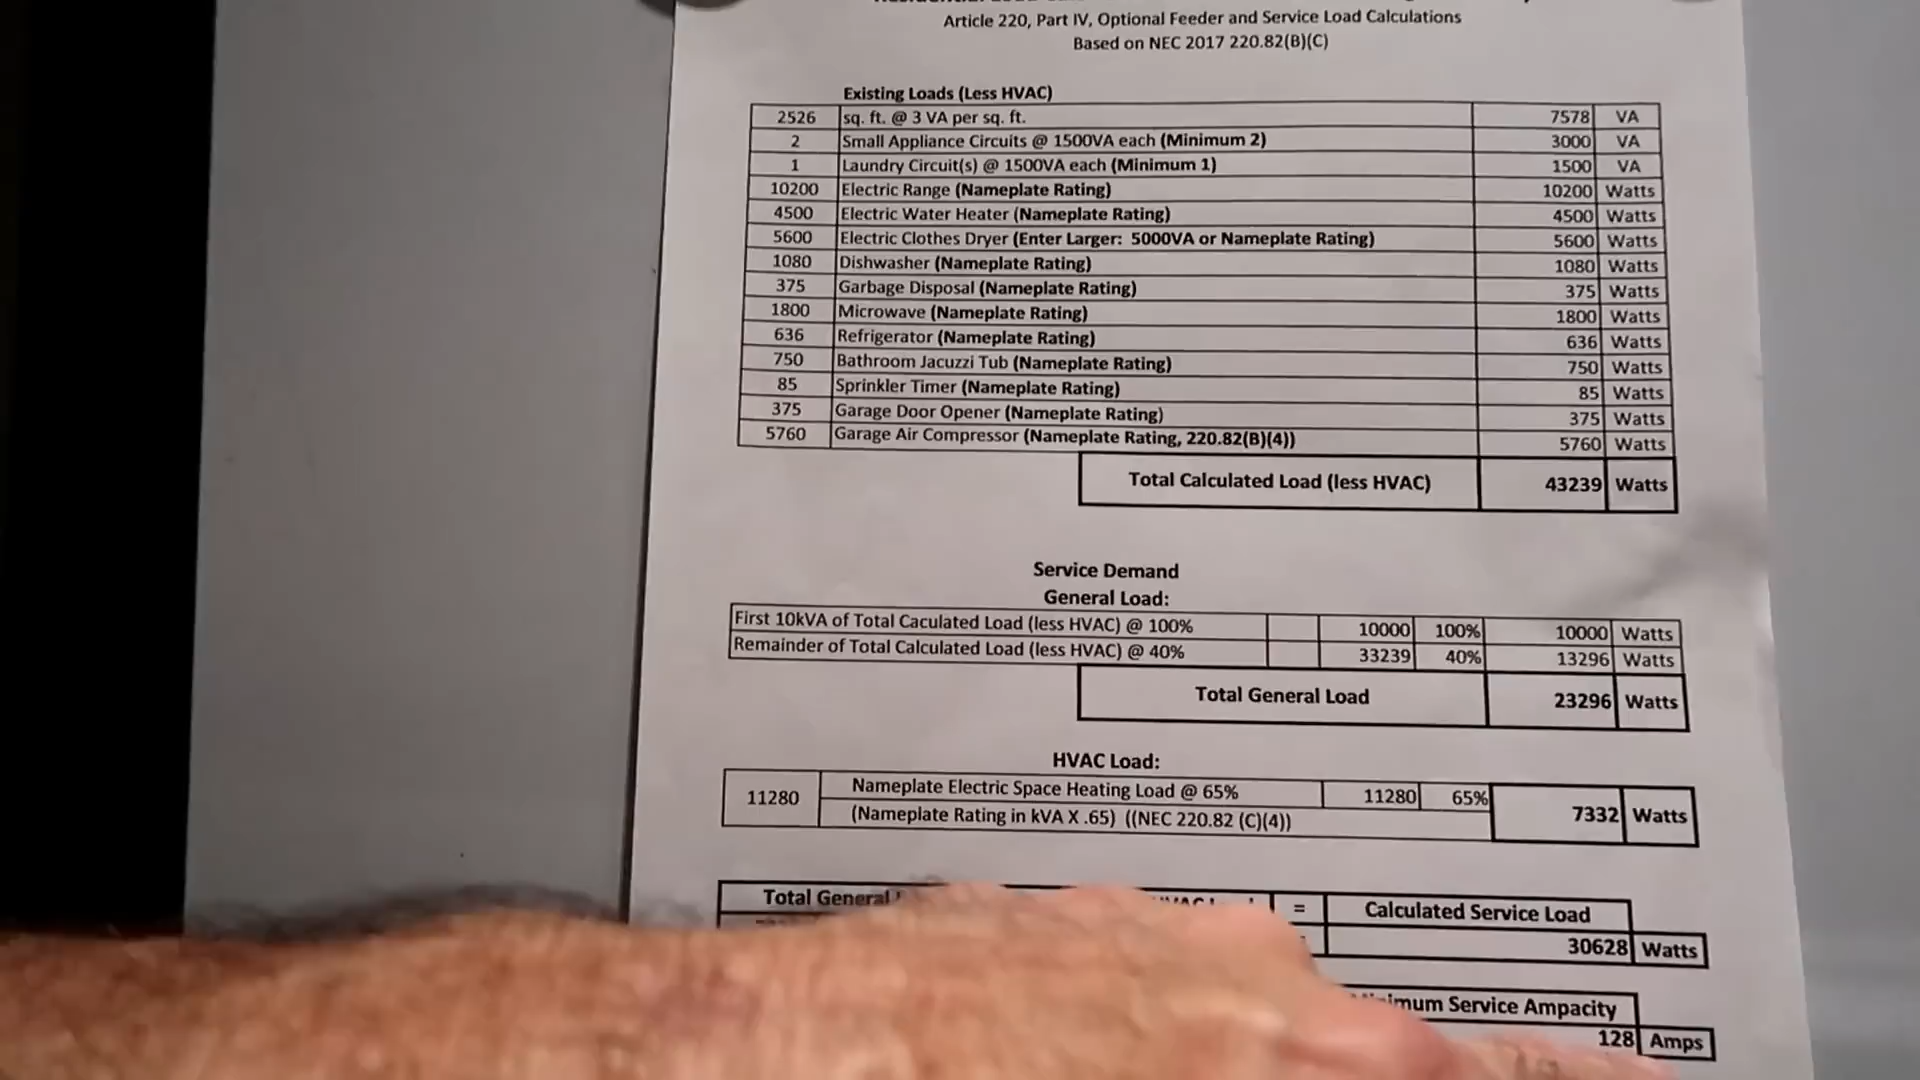 Article 220, Part IV, Optional Feeder and Service Load Calculations
Based on NEC 2017 220.82(B)(C)
Existing Loads (Less HVAC)
2526 sq. ft. @ 3 VA per sq. ft. 7578 VA
2 Small Appliance Circuits @ 1500VA each (Minimum 2) 3000 VA
1 Laundry Circuit(s) @ 1500VA each (Minimum 1) 1500 VA
10200 Electric Range (Nameplate Rating) 10200 Watts
4500 Electric Water Heater (Nameplate Rating) 4500 Watts
5600 Electric Clothes Dryer (Enter Larger: 5000VA or Nameplate Rating) 5600 Watts
1080 Dishwasher (Nameplate Rating) 1080 Watts
375 Garbage Disposal (Nameplate Rating) 375 Watts
1800 Microwave (Nameplate Rating) 1800 Watts
636 Refrigerator (Nameplate Rating) 636 Watts
750 Bathroom Jacuzzi Tub (Nameplate Rating) 750 Watts
85 Sprinkler Timer (Nameplate Rating) 85 Watts
375 Garage Door Opener (Nameplate Rating) 375 Watts
5760 Garage Air Compressor (Nameplate Rating, 220.82(B)(4)) 5760 Watts
Total Calculated Load (less HVAC) 43239 Watts
Service Demand
General Load:
First 10kVA of Total Caculated Load (less HVAC) @ 100% 10000 100% 10000 Watts
Remainder of Total Calculated Load (less HVAC) @ 40% 33239 40% 13296 Watts
Total General Load 23296 Watts
HVAC Load:
11280 Nameplate Electric Space Heating Load @ 65% 11280 65% 7332 Watts
(Nameplate Rating in kVA X .65) ((NEC 220.82 (C)(4))
Total General = Calculated Service Load
30628 Watts
Service Ampacity
128 Amps